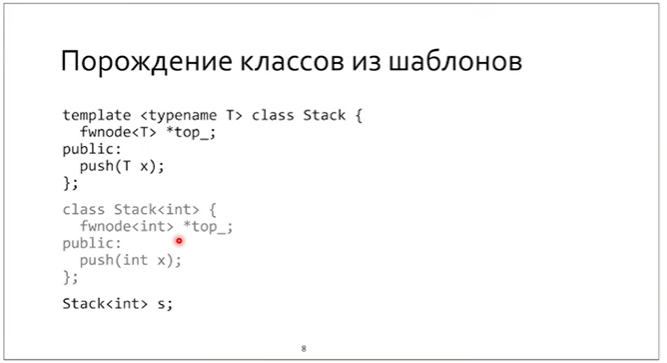 Порождение классов из шаблонов
template <typename T> class Stack {
  fwnode<T> *top_;
public:
  push(T x);
};
class Stack<int> {
  fwnode<int> *top_;
public:
  push(int x);
};
Stack<int> s;
8